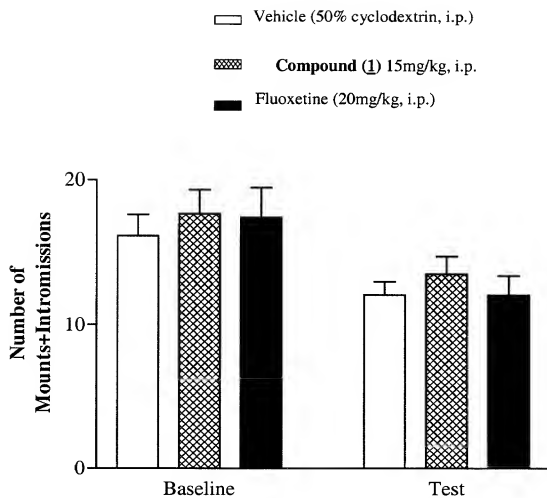 Vehicle (50% cyclodextrin, i.p.)
Compound (1) 15mg/kg, i.p.
Fluoxetine (20mg/kg, i.p.)
Number of
Mounts+Intromissions
20
10
0
Baseline
Test